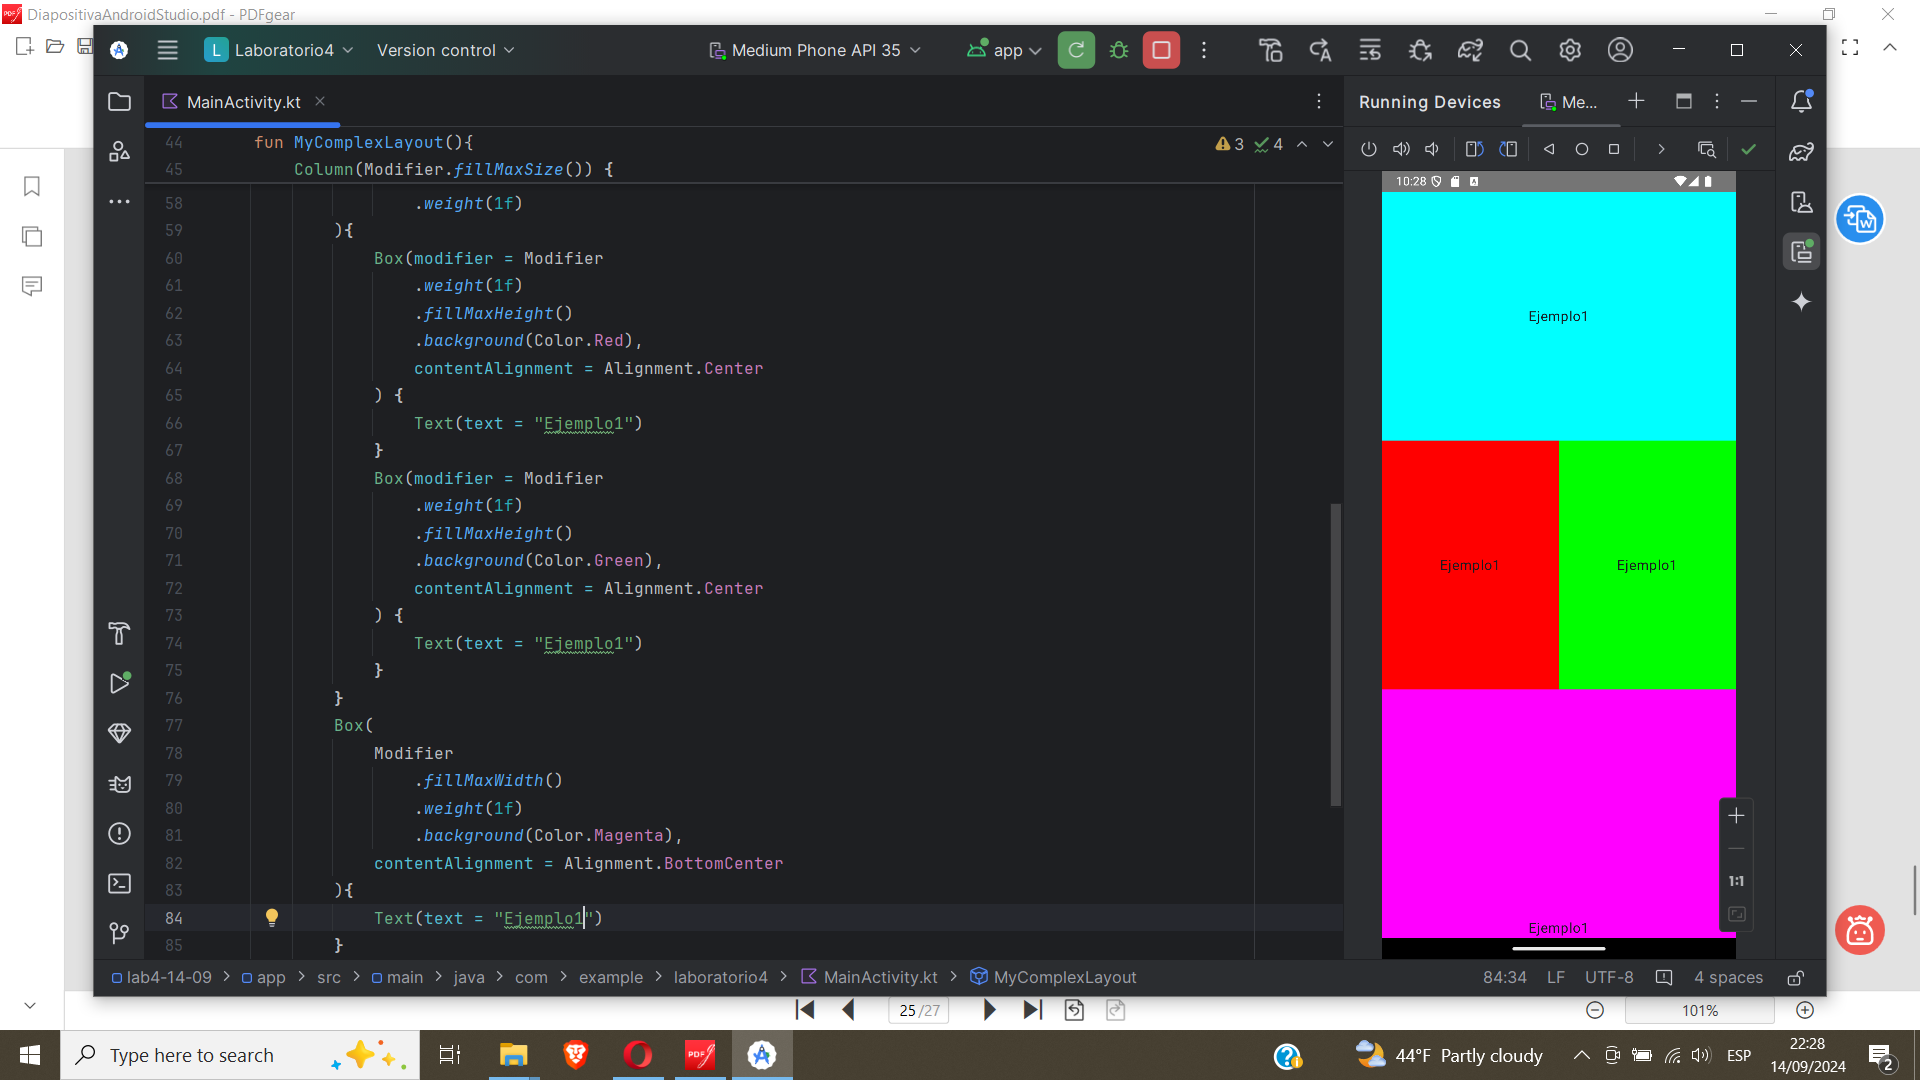 DiapositivaAndroidStudio.pdf - PDFgear
L Laboratorio4
Version control
Medium Phone API 35
app
MainActivity.kt
Running Devices
Me...
44 fun MyComplexLayout(){
3 4
45 Column(Modifier.fillMaxSize()) {
58 .weight(1f)
59 ){
60 Box(modifier = Modifier
61 .weight(1f)
62 .fillMaxHeight()
63 .background(Color.Red),
64 contentAlignment = Alignment.Center
65 ) {
66 Text(text = "Ejemplo1")
67 }
68 Box(modifier = Modifier
69 .weight(1f)
70 .fillMaxHeight()
71 .background(Color.Green),
72 contentAlignment = Alignment.Center
73 ) {
74 Text(text = "Ejemplo1")
75 }
76 }
77 Box(
78 Modifier
79 .fillMaxWidth()
80 .weight(1f)
81 .background(Color.Magenta),
82 contentAlignment = Alignment.BottomCenter
83 ){
84 Text(text = "Ejemplo1")
85 }
10:28
Ejemplo1
Ejemplo1
Ejemplo1
Ejemplo1
1:1
lab4-14-09 > app > src > main > java > com > example > laboratorio4 > MainActivity.kt > MyComplexLayout
84:34 LF UTF-8 4 spaces
25 /27
101%
Type here to search
PDF
44°F Partly cloudy
ESP
22:28
14/09/2024
2